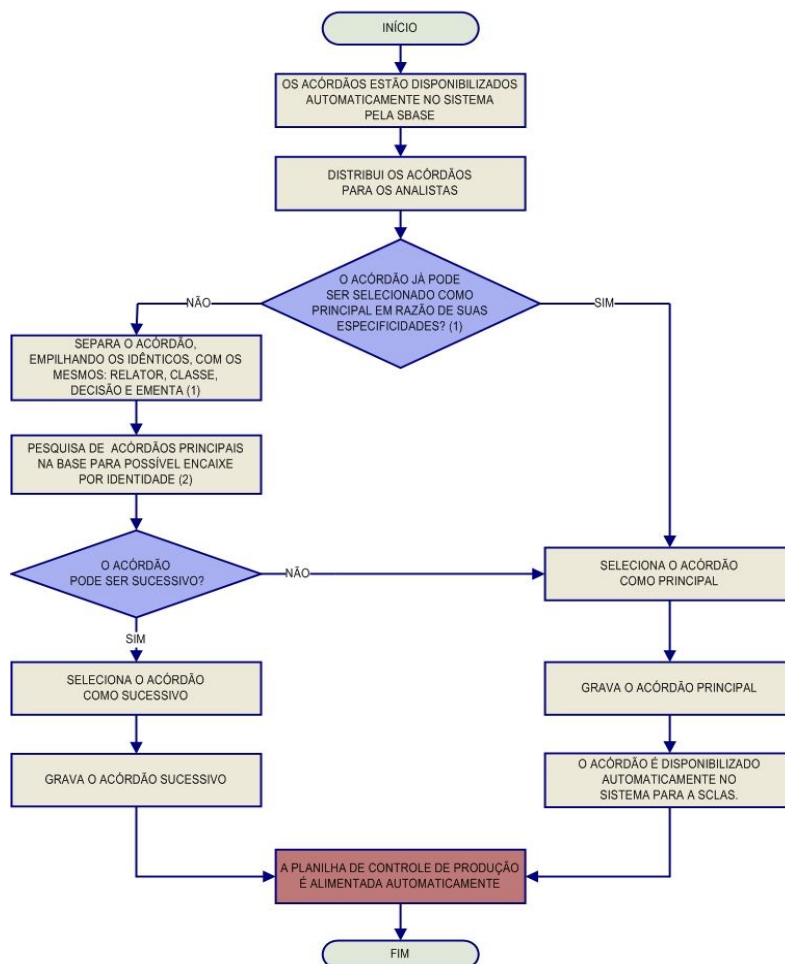 INÍCIO
OS ACÓRDÃOS ESTÃO DISPONIBILIZADOS
AUTOMATICAMENTE NO SISTEMA
PELA SBASE
DISTRIBUI OS ACÓRDÃOS
PARA OS ANALISTAS
O ACÓRDÃO JÁ PODE
SER SELECIONADO COMO
PRINCIPAL EM RAZÃO DE SUAS
ESPECIFICIDADES? (1)
NÃO
SIM
SEPARA O ACÓRDÃO,
EMPILHANDO OS IDÊNTICOS, COM OS
MESMOS: RELATOR, CLASSE,
DECISÃO E EMENTA (1)
PESQUISA DE ACÓRDÃOS PRINCIPAIS
NA BASE PARA POSSÍVEL ENCAIXE
POR IDENTIDADE (2)
O ACÓRDÃO
PODE SER SUCESSIVO?
NÃO
SIM
SELECIONA O ACÓRDÃO
COMO PRINCIPAL
SELECIONA O ACÓRDÃO
COMO SUCESSIVO
GRAVA O ACÓRDÃO PRINCIPAL
GRAVA O ACÓRDÃO SUCESSIVO
O ACÓRDÃO É DISPONIBILIZADO
AUTOMATICAMENTE NO
SISTEMA PARA A SCLAS.
A PLANILHA DE CONTROLE DE PRODUÇÃO
É ALIMENTADA AUTOMATICAMENTE
FIM